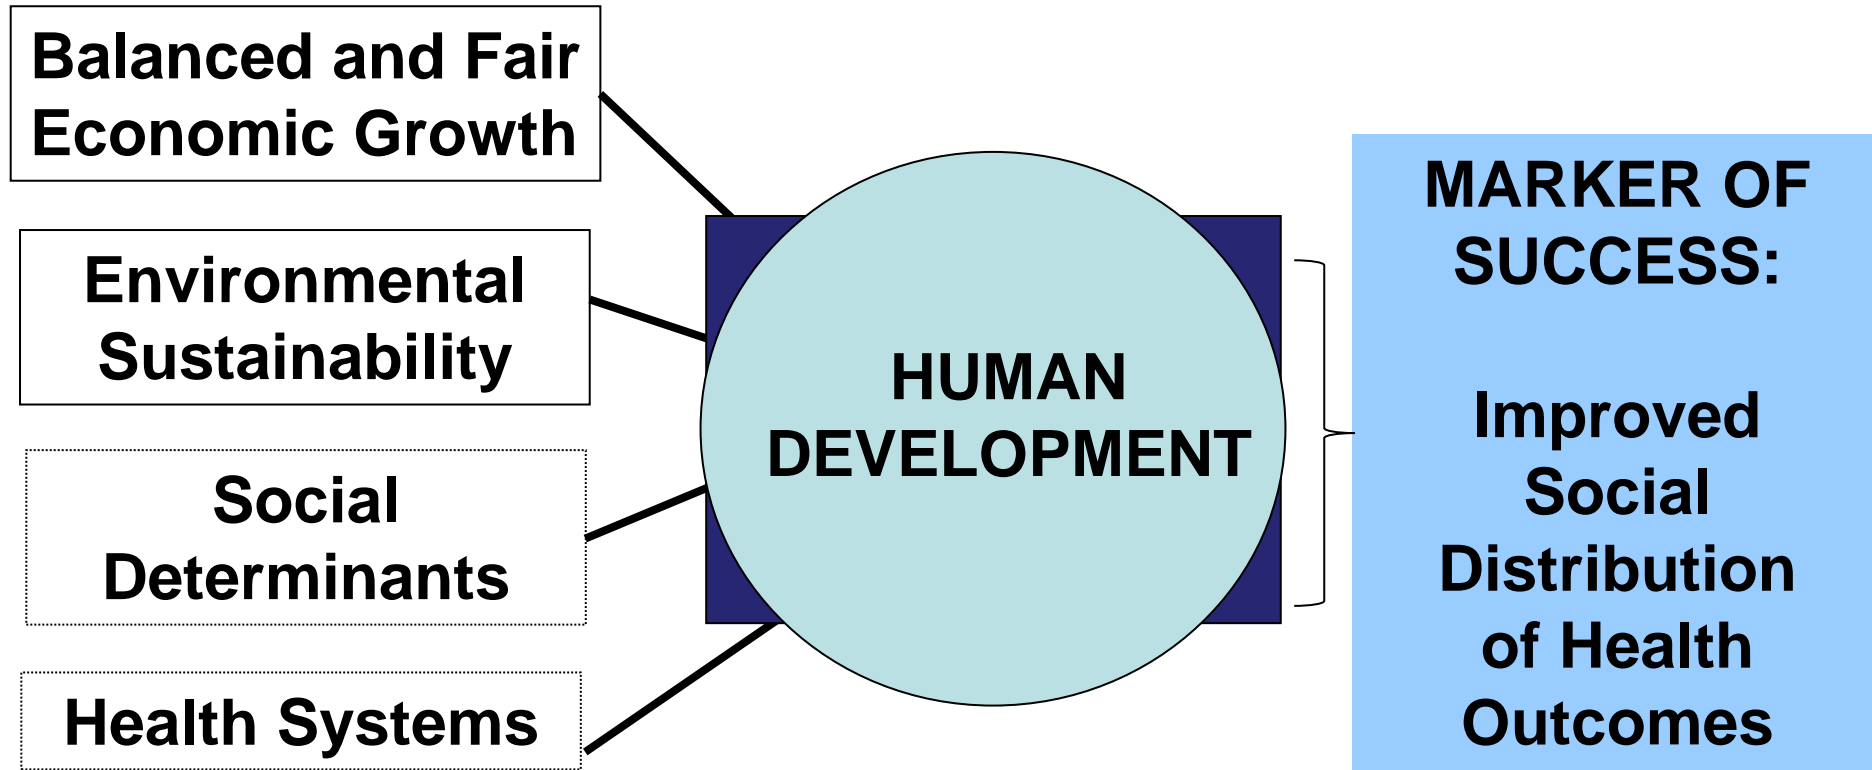 Balanced and Fair
Economic Growth
Environmental
Sustainability
Social
Determinants
Health Systems
HUMAN
DEVELOPMENT
MARKER OF
SUCCESS:
Improved
Social
Distribution
of Health
Outcomes